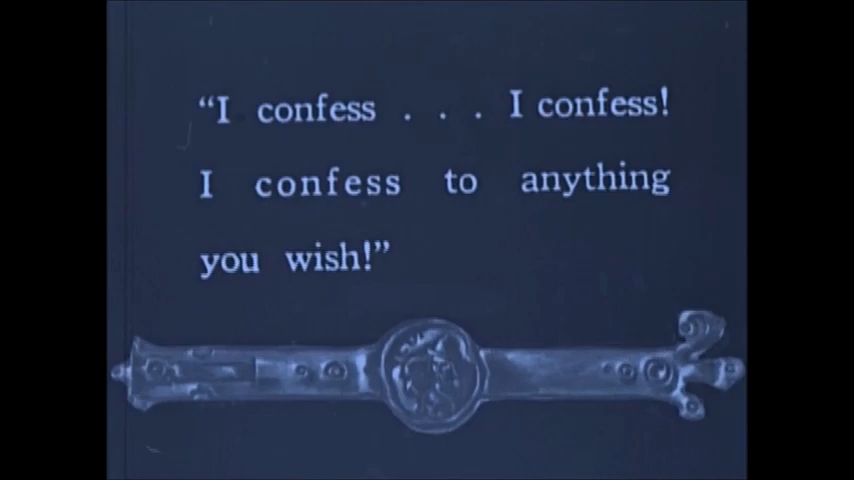 “I confess . . . I confess!
I confess to anything
you wish!”